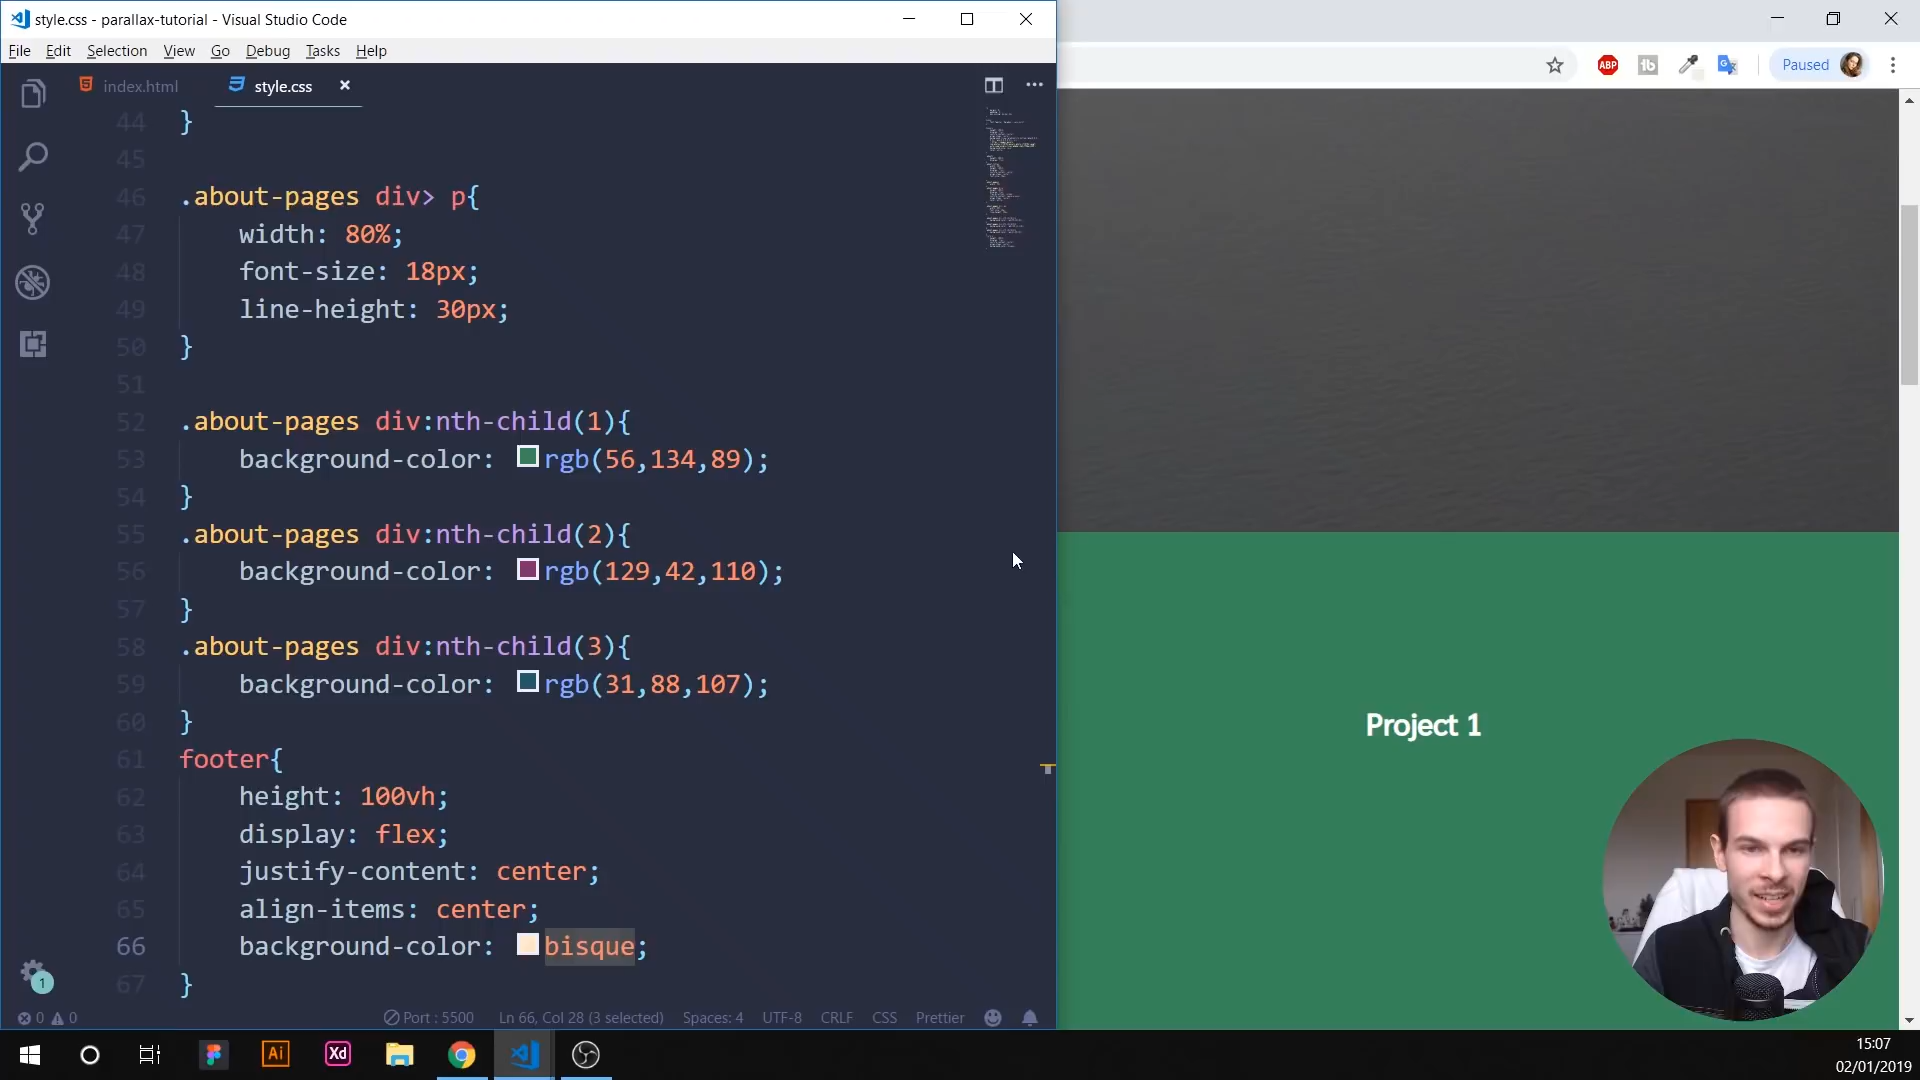 style.css - parallax-tutorial - Visual Studio Code
File Edit Selection View Go Debug Tasks Help
index.html style.css
44 }
45
46 .about-pages div> p{
47 width: 80%;
48 font-size: 18px;
49 line-height: 30px;
50 }
51
52 .about-pages div:nth-child(1){
53 background-color: rgb(56,134,89);
54 }
55 .about-pages div:nth-child(2){
56 background-color: rgb(129,42,110);
57 }
58 .about-pages div:nth-child(3){
59 background-color: rgb(31,88,107);
60 }
61 footer{
62 height: 100vh;
63 display: flex;
64 justify-content: center;
65 align-items: center;
66 background-color: bisque;
67 }
1
0 0 Port : 5500 Ln 66, Col 28 (3 selected) Spaces: 4 UTF-8 CRLF CSS Prettier
ABP tb G Paused
Project 1
Ai Xd
15:07
02/01/2019